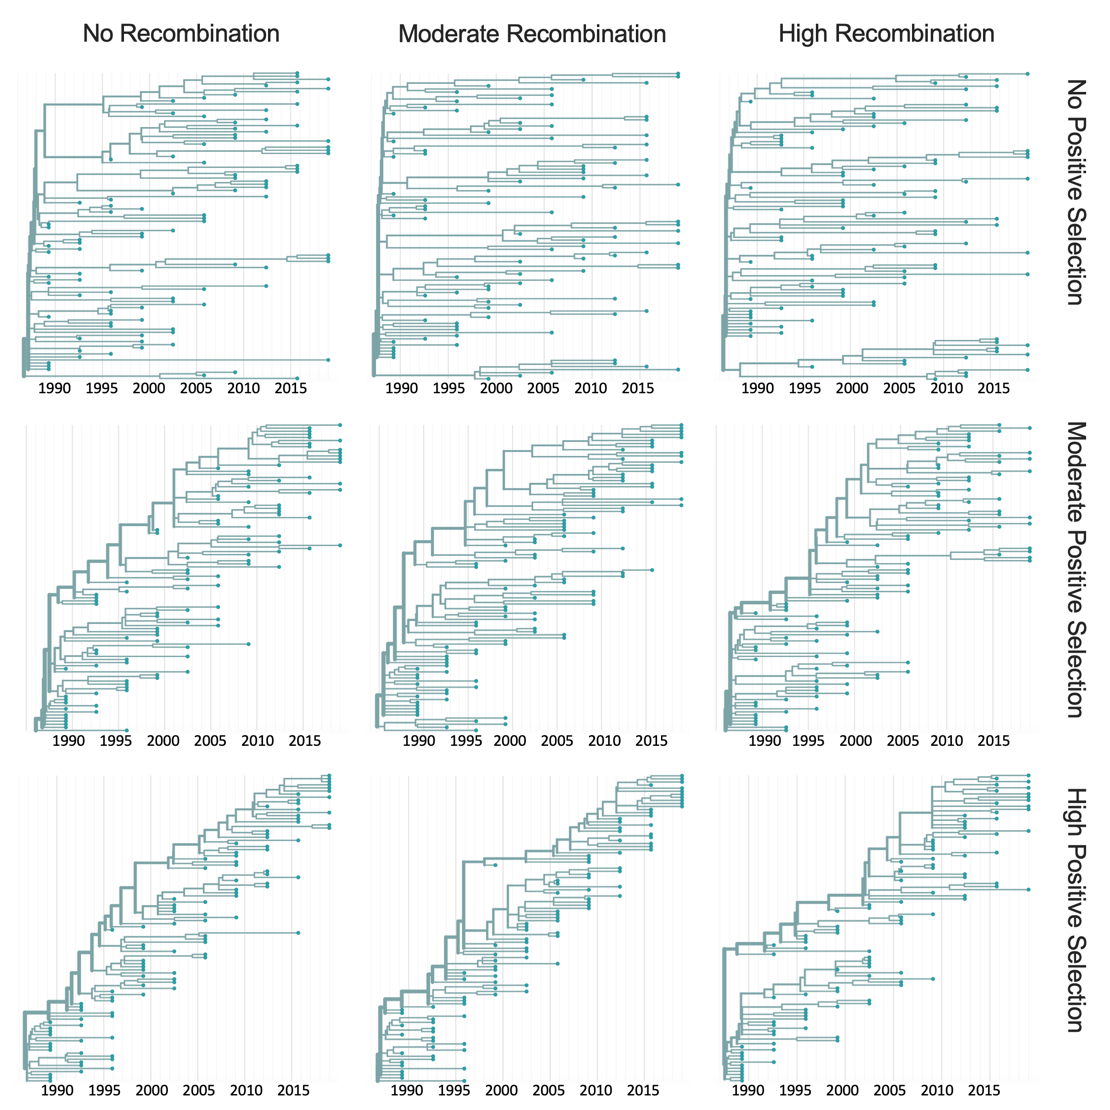 No Recombination
Moderate Recombination
High Recombination
No Positive Selection
1990 1995 2000 2005 2010 2015
1990 1995 2000 2005 2010 2015
1990 1995 2000 2005 2010 2015
Moderate Positive Selection
1990 1995 2000 2005 2010 2015
1990 1995 2000 2005 2010 2015
1990 1995 2000 2005 2010 2015
High Positive Selection
1990 1995 2000 2005 2010 2015
1990 1995 2000 2005 2010 2015
1990 1995 2000 2005 2010 2015